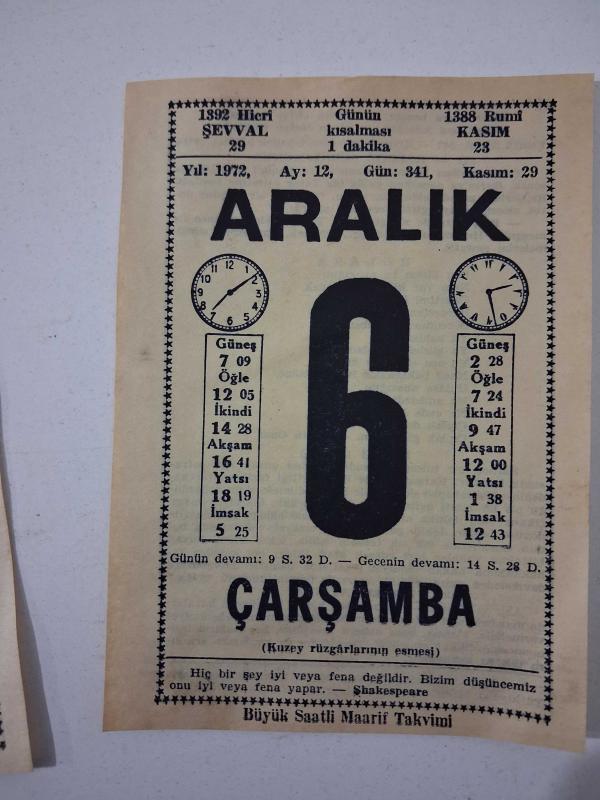 1392 Hicri Günün 1388 Rumî
ŞEVVAL kısalması KASIM
29 1 dakika 23
Yıl: 1972, Ay: 12, Gün: 341, Kasım: 29
ARALIK
6
Güneş
7 09
Öğle
12 05
İkindi
14 28
Akşam
16 41
Yatsı
18 19
İmsak
5 25
Güneş
2 28
Öğle
7 24
İkindi
9 47
Akşam
12 00
Yatsı
1 38
İmsak
12 43
Günün devamı: 9 S. 32 D. — Gecenin devamı: 14 S. 28 D.
ÇARŞAMBA
(Kuzey rüzgârlarının esmesi)
Hiç bir şey iyi veya fena değildir. Bizim düşüncemiz
onu iyi veya fena yapar. — Shakespeare
Büyük Saatli Maarif Takvimi